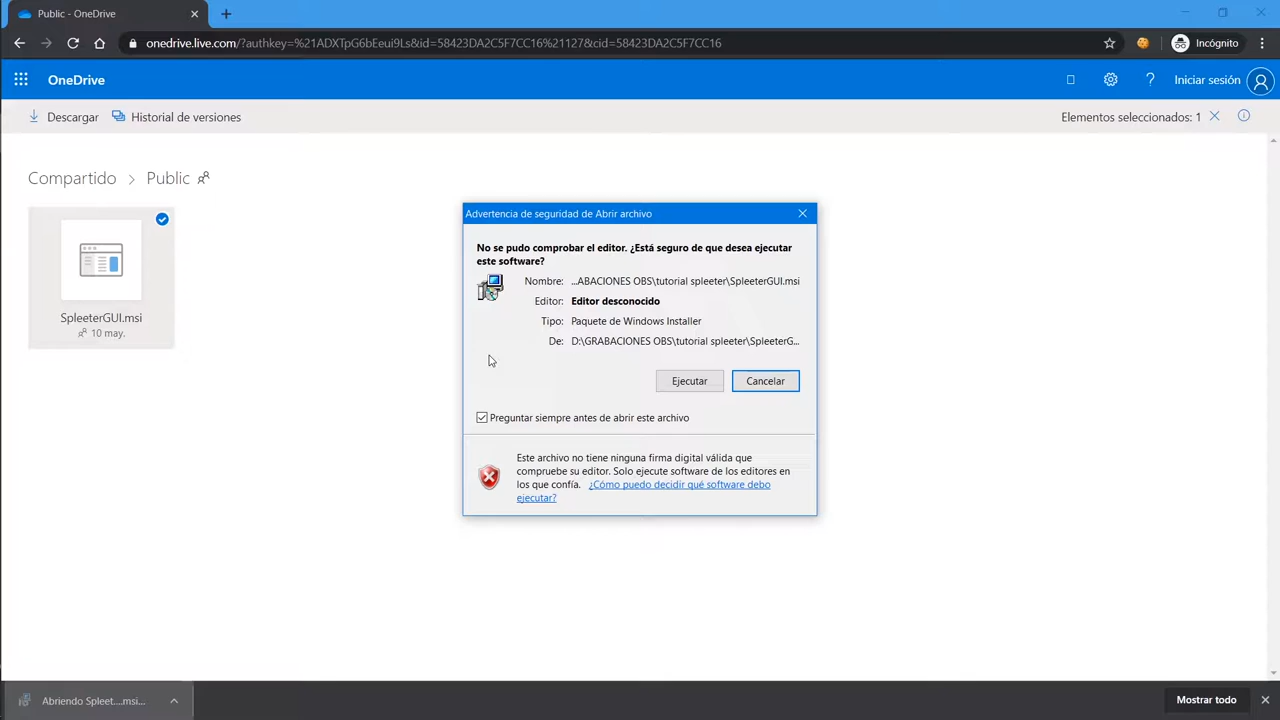 Public - OneDrive
onedrive.live.com/?authkey=%21ADXTpG6bEeui9Ls&id=58423DA2C5F7CC16%21127&cid=58423DA2C5F7CC16
Incógnito
OneDrive
Iniciar sesión
Descargar
Historial de versiones
Elementos seleccionados: 1
Compartido > Public
SpleeterGUI.msi
10 may.
Advertencia de seguridad de Abrir archivo
No se pudo comprobar el editor. ¿Está seguro de que desea ejecutar
este software?
Nombre: ...ABACIONES OBS\tutorial spleeter\SpleeterGUI.msi
Editor: Editor desconocido
Tipo: Paquete de Windows Installer
De: D:\GRABACIONES OBS\tutorial spleeter\SpleeterG...
Ejecutar
Cancelar
Preguntar siempre antes de abrir este archivo
Este archivo no tiene ninguna firma digital válida que
compruebe su editor. Solo ejecute software de los editores en
los que confía. ¿Cómo puedo decidir qué software debo
ejecutar?
Abriendo Spleet....msi...
Mostrar todo